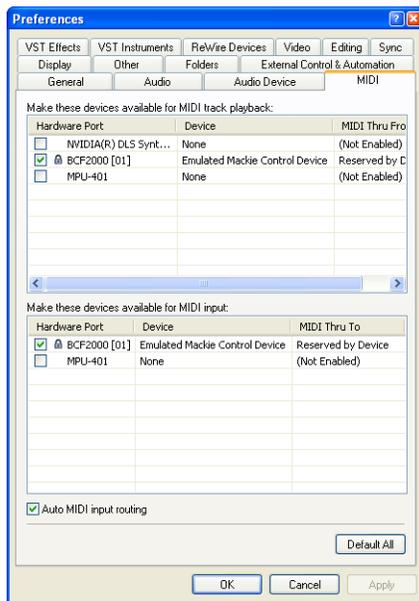 Preferences
VST Effects VST Instruments ReWire Devices Video Editing Sync
Display Other Folders External Control & Automation
General Audio Audio Device MIDI
Make these devices available for MIDI track playback:
Hardware Port Device MIDI Thru Fro
NVIDIA(R) DLS Synt... None (Not Enabled)
BCF2000 [01] Emulated Mackie Control Device Reserved by D
MPU-401 None (Not Enabled)
Make these devices available for MIDI input:
Hardware Port Device MIDI Thru To
BCF2000 [01] Emulated Mackie Control Device Reserved by Device
MPU-401 None (Not Enabled)
Auto MIDI input routing
Default All
OK Cancel Apply